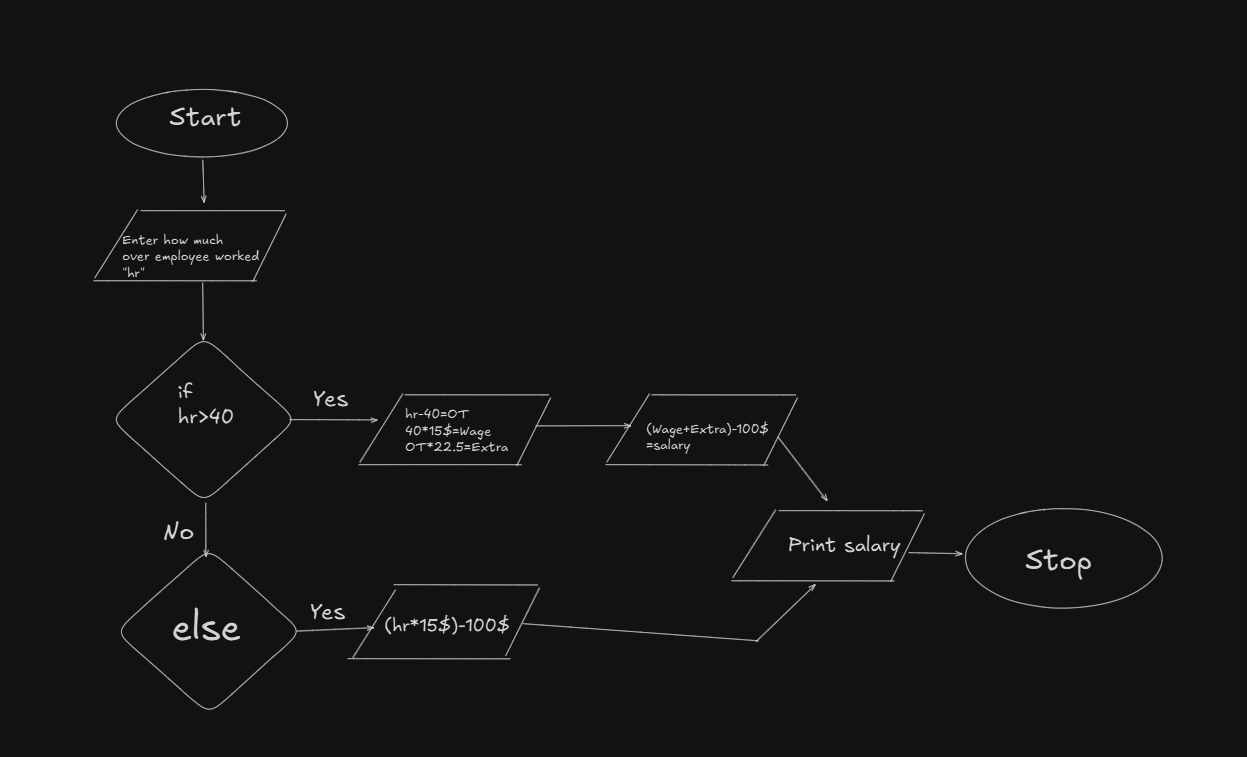 Start
Enter how much
over employee worked
"hr"
if
hr>40
Yes
hr-40=OT
40*15$=Wage
OT*22.5=Extra
(Wage+Extra)-100$
=salary
No
else
Yes
(hr*15$)-100$
Print salary
Stop